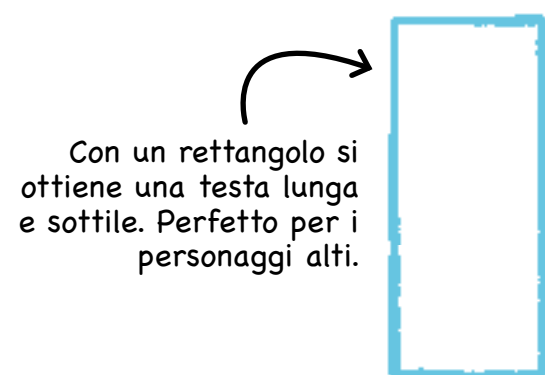 Con un rettangolo si
ottiene una testa lunga
e sottile. Perfetto per i
personaggi alti.